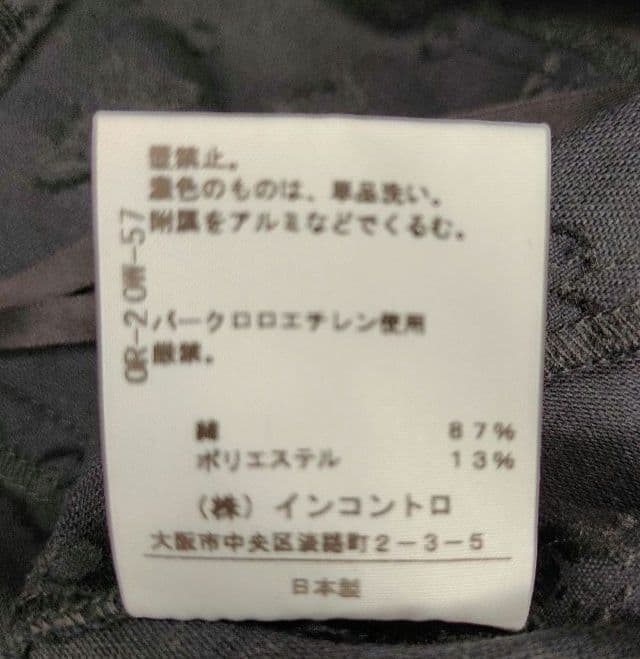 禁止。
濃色のものは、単品洗い。
附属をアルミなどでくるむ。
パークロロエチレン使用
厳禁。
綿 87%
ポリエステル 13%
(株)インコントロ
大阪市中央区淡路町2-3-5
日本製
OR-20W-57